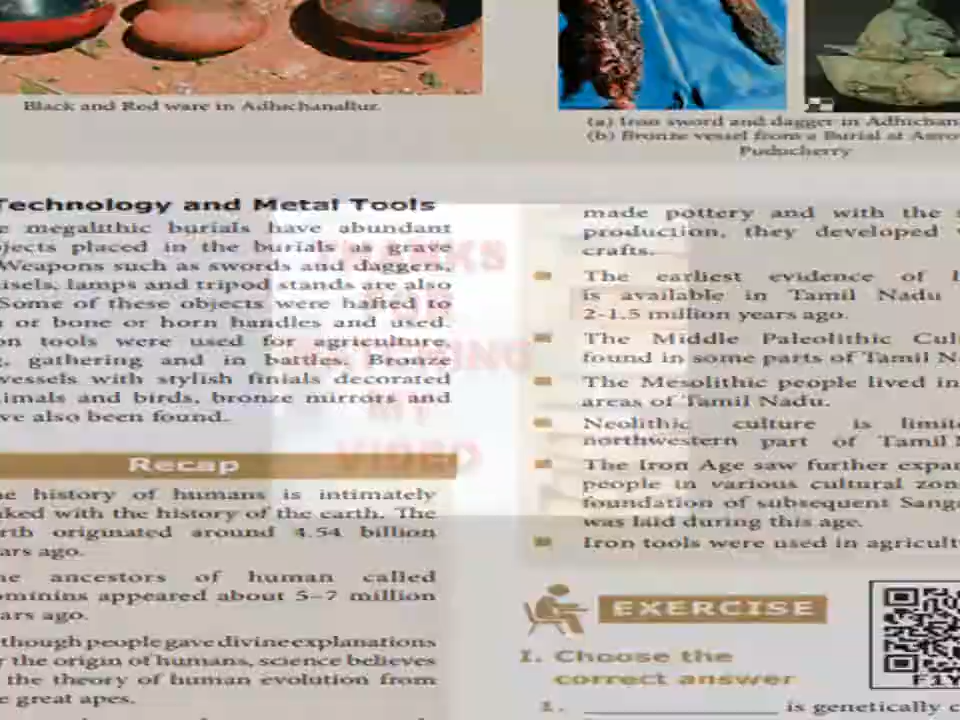 Black and Red ware in Adhichanallur.
(a) Iron sword and dagger in Adhichan
(b) Bronze vessel from a Burial at Auro
Puducherry
Technology and Metal Tools
e megalithic burials have abundant
jects placed in the burials as grave
Weapons such as swords and daggers,
isels, lamps and tripod stands are also
Some of these objects were hafted to
or bone or horn handles and used.
on tools were used for agriculture,
, gathering and in battles. Bronze
vessels with stylish finials decorated
imals and birds, bronze mirrors and
ve also been found.
Recap
e history of humans is intimately
ked with the history of the earth. The
rth originated around 4.54 billion
ars ago.
e ancestors of human called
ominins appeared about 5–7 million
ars ago.
though people gave divine explanations
r the origin of humans, science believes
the theory of human evolution from
e great apes.
made pottery and with the
production, they developed
crafts.
The earliest evidence of
is available in Tamil Nadu
2-1.5 million years ago.
The Middle Paleolithic Cul
found in some parts of Tamil N
The Mesolithic people lived in
areas of Tamil Nadu.
Neolithic culture is limit
northwestern part of Tamil
The Iron Age saw further expa
people in various cultural zon
foundation of subsequent Sang
was laid during this age.
Iron tools were used in agricult
EXERCISE
I. Choose the
correct answer
1. ____________ is genetically c
F1Y
THANKS
FOR
WATCHING
MY
VIDEO